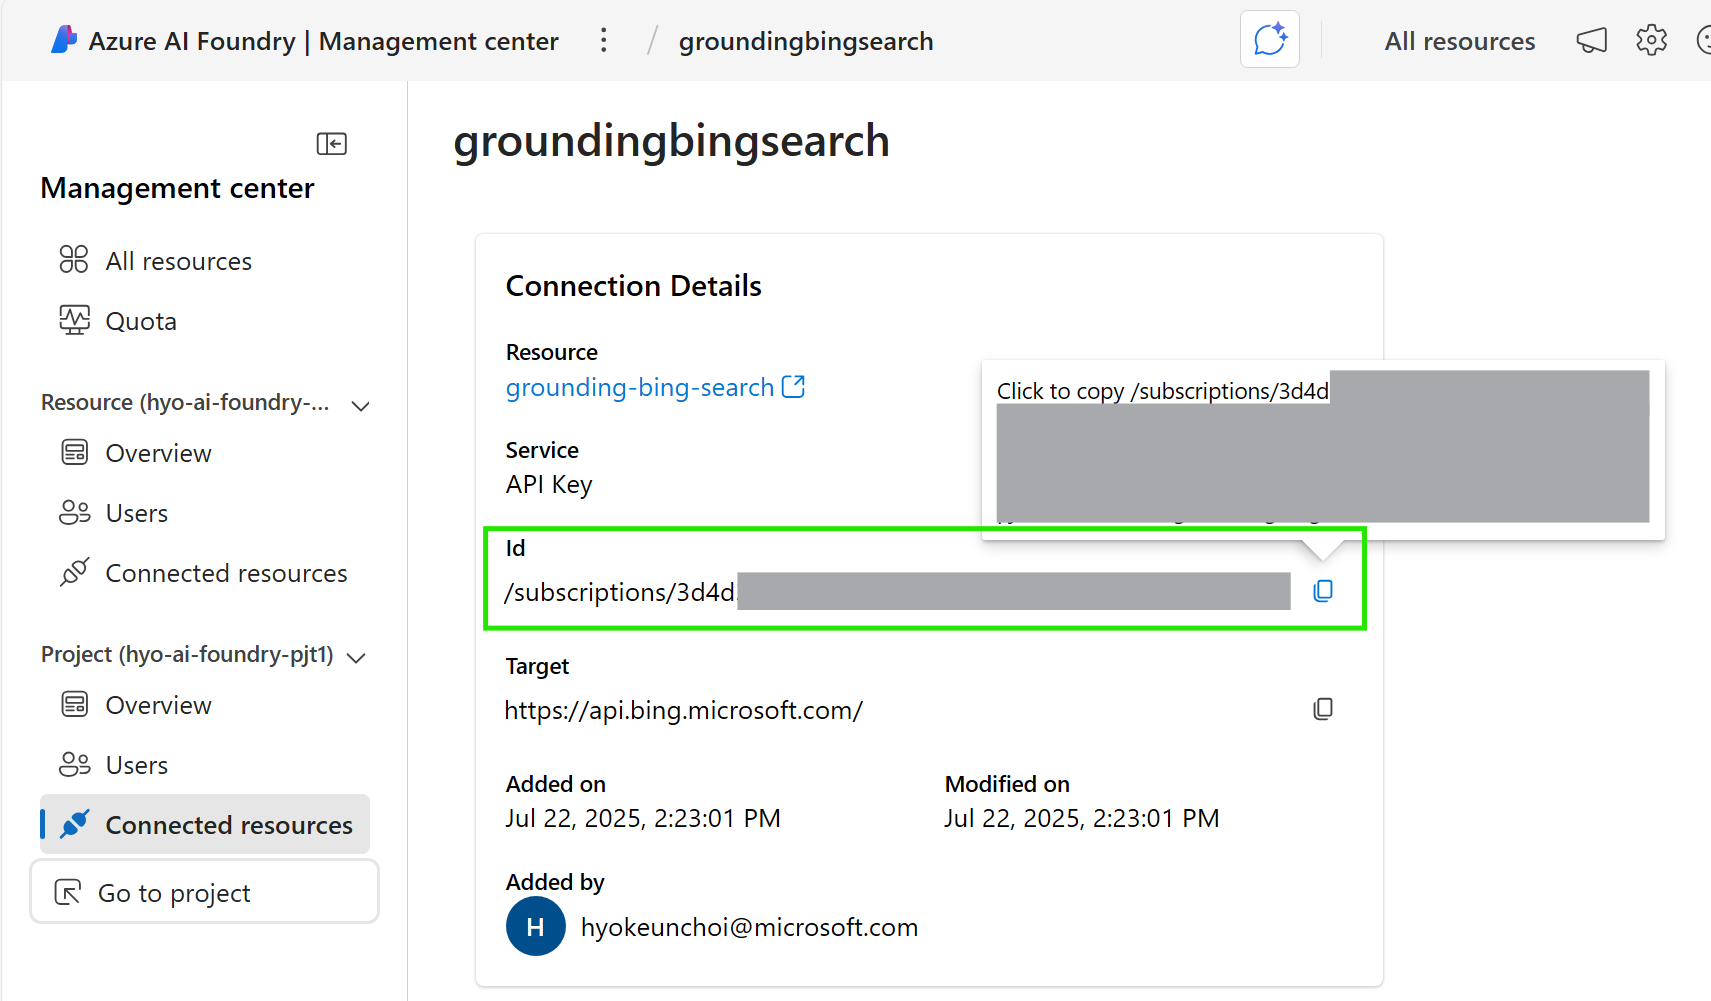 Azure AI Foundry | Management center
/ groundingbingsearch
All resources
Management center
All resources
Quota
Resource (hyo-ai-foundry-...
Overview
Users
Connected resources
Project (hyo-ai-foundry-pjt1)
Overview
Users
Connected resources
Go to project
groundingbingsearch
Connection Details
Resource
grounding-bing-search
Service
API Key
Click to copy /subscriptions/3d4d
Id
/subscriptions/3d4d
Target
https://api.bing.microsoft.com/
Added on
Jul 22, 2025, 2:23:01 PM
Modified on
Jul 22, 2025, 2:23:01 PM
Added by
H
hyokeunchoi@microsoft.com